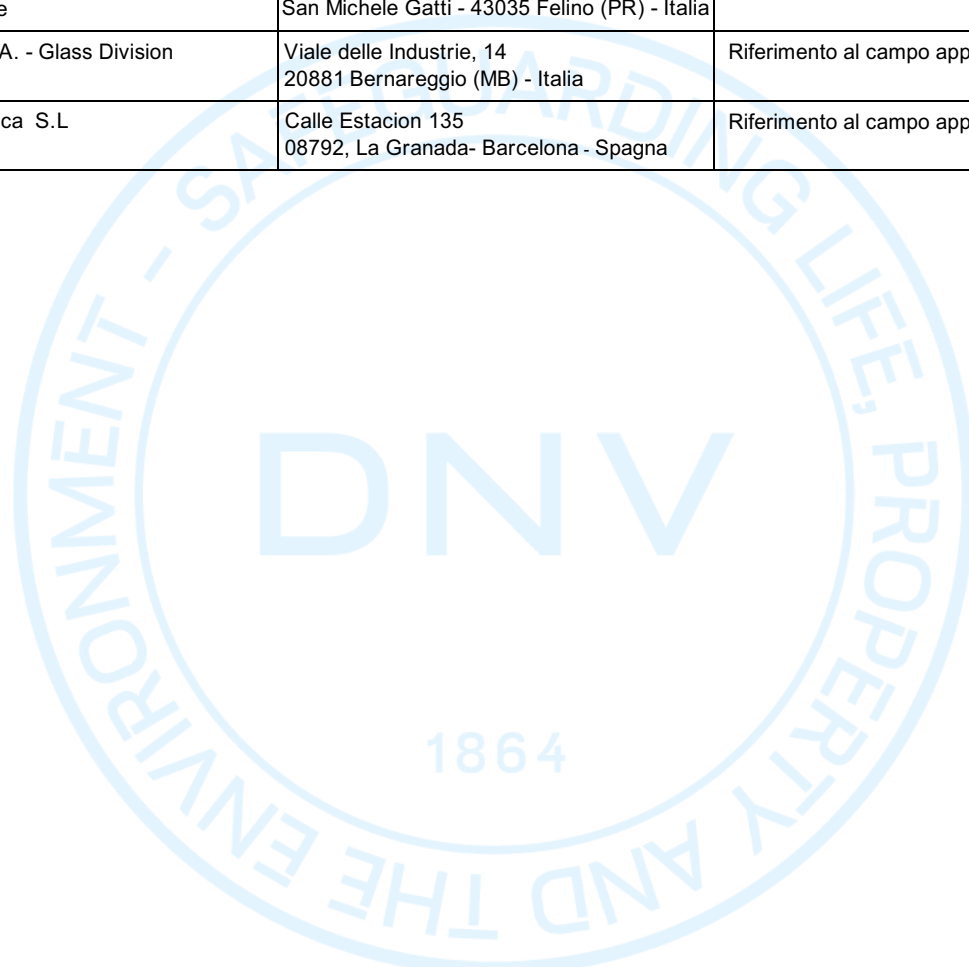 e
San Michele Gatti - 43035 Felino (PR) - Italia
A. - Glass Division
Viale delle Industrie, 14
20881 Bernareggio (MB) - Italia
Riferimento al campo app
ca S.L
Calle Estacion 135
08792, La Granada- Barcelona - Spagna
Riferimento al campo app
SAFEGUARDING LIFE, PROPERTY AND THE ENVIRONMENT -
DNV
1864